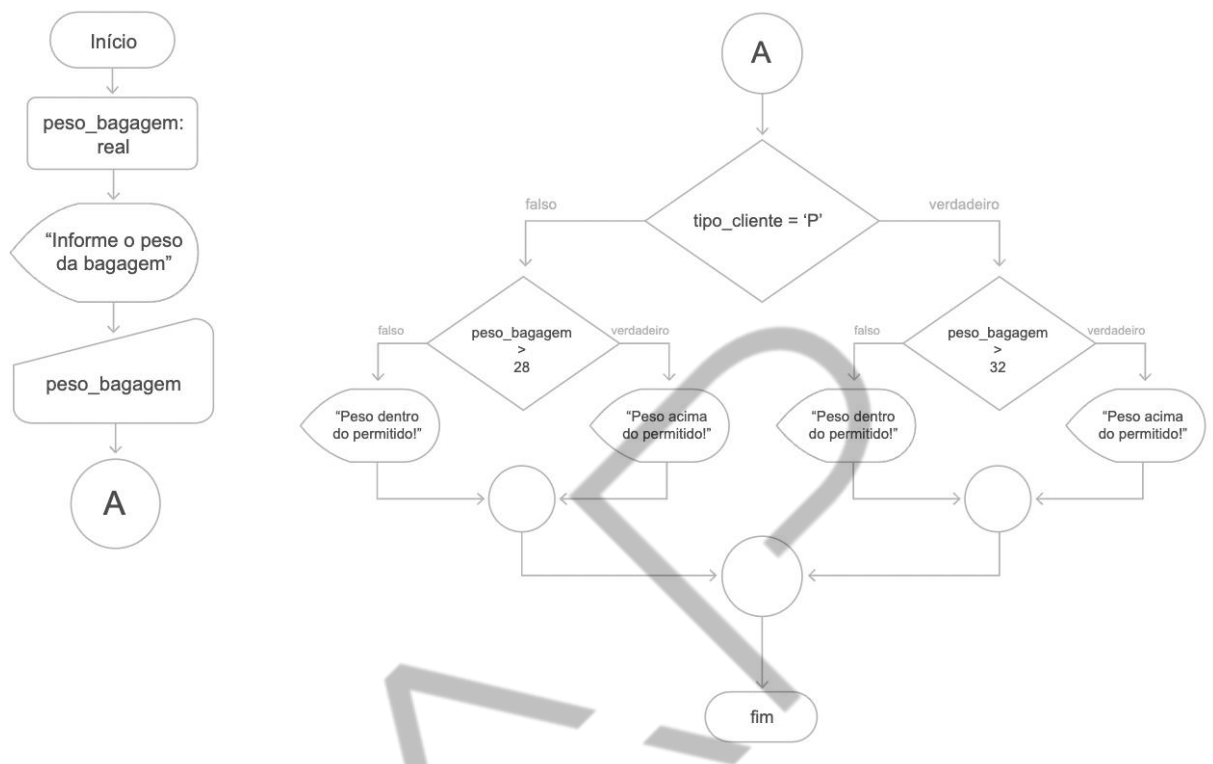 Início
peso_bagagem:
real
“Informe o peso
da bagagem”
peso_bagagem
A
A
tipo_cliente = ‘P’
falso
verdadeiro
peso_bagagem
>
28
falso
verdadeiro
“Peso dentro
do permitido!”
“Peso acima
do permitido!”
peso_bagagem
>
32
falso
verdadeiro
“Peso dentro
do permitido!”
“Peso acima
do permitido!”
fim